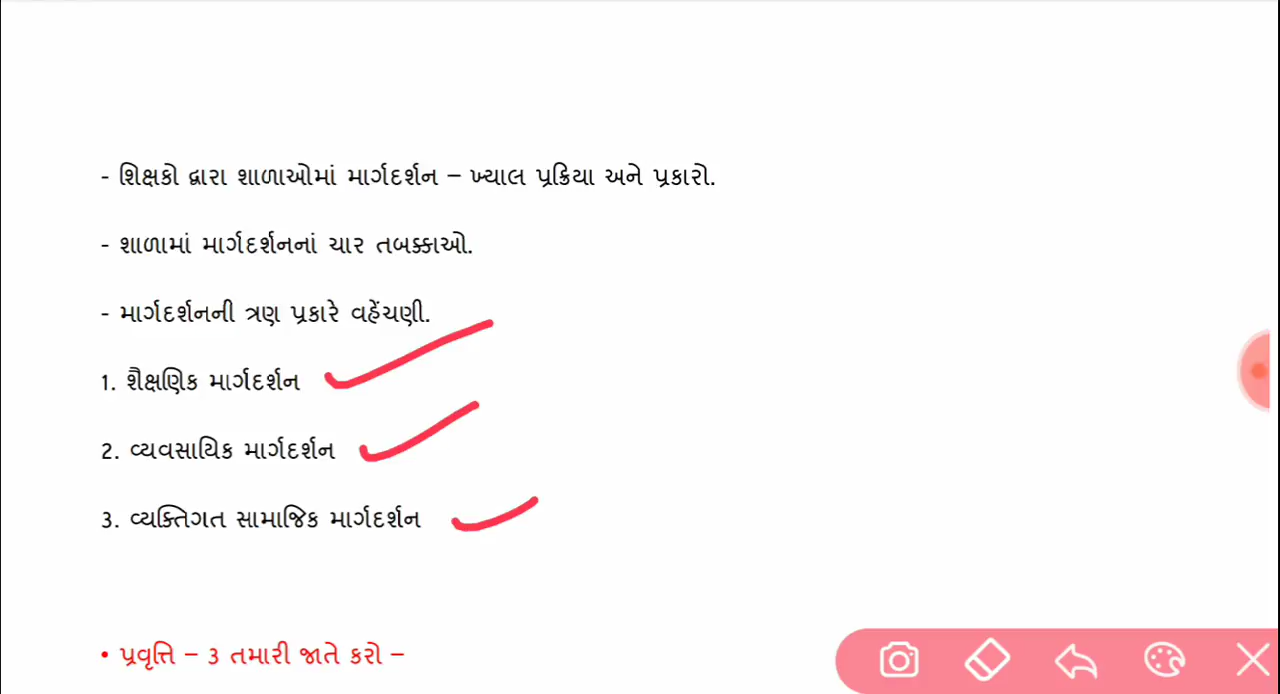 - શિક્ષકો દ્વારા શાળાઓમાં માર્ગદર્શન – ખ્યાલ પ્રક્રિયા અને પ્રકારો.
- શાળામાં માર્ગદર્શનનાં ચાર તબક્કાઓ.
- માર્ગદર્શનની ત્રણ પ્રકારે વહેંચણી.
1. શૈક્ષણિક માર્ગદર્શન
2. વ્યવસાયિક માર્ગદર્શન
3. વ્યક્તિગત સામાજિક માર્ગદર્શન
• પ્રવૃત્તિ – ૩ તમારી જાતે કરો –